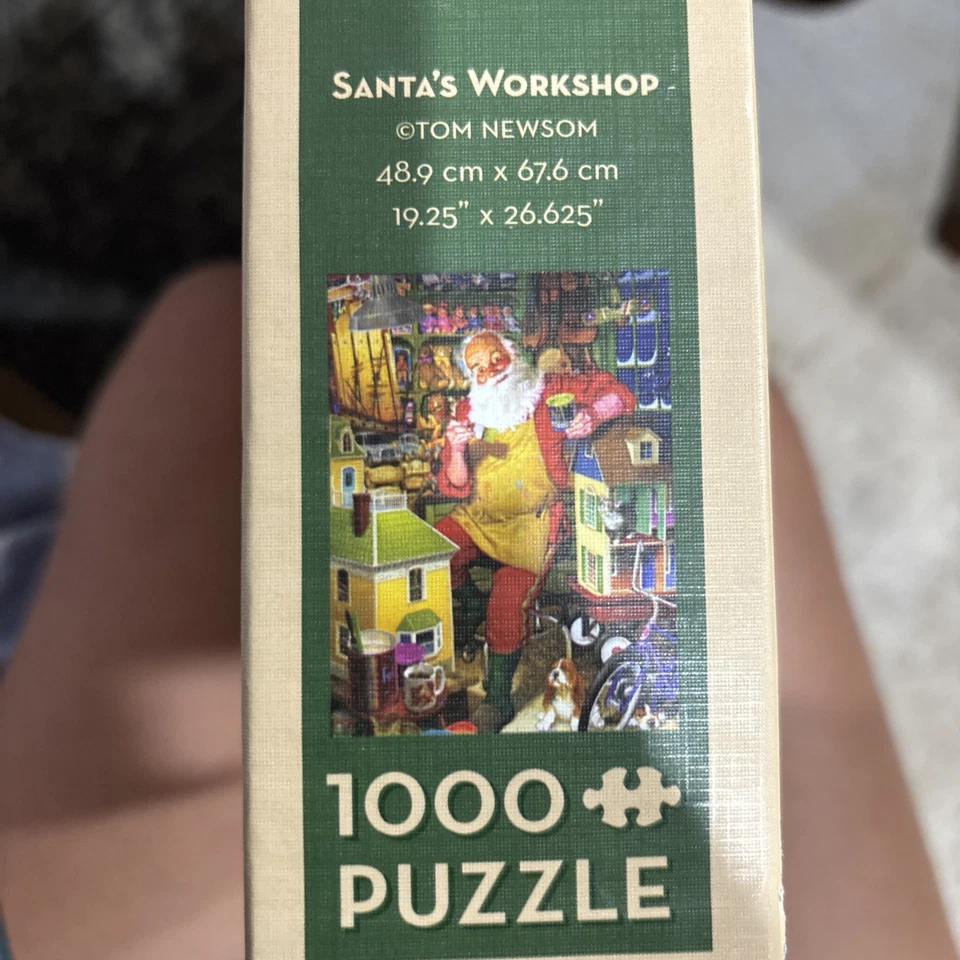 SANTA'S WORKSHOP
©TOM NEWSOM
48.9 cm x 67.6 cm
19.25" x 26.625"
1000
PUZZLE